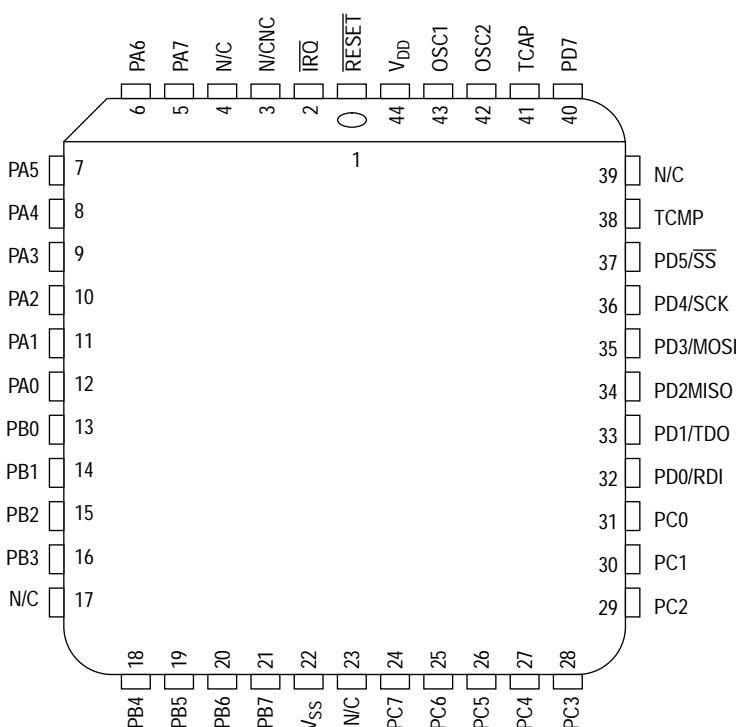 PA6 PA7 N/C N/CNC IRQ RESET VDD OSC1 OSC2 TCAP PD7
6 5 4 3 2 44 43 42 41 40
1
PA5 7 39 N/C
PA4 8 38 TCMP
PA3 9 37 PD5/SS
PA2 10 36 PD4/SCK
PA1 11 35 PD3/MOSI
PA0 12 34 PD2MISO
PB0 13 33 PD1/TDO
PB1 14 32 PD0/RDI
PB2 15 31 PC0
PB3 16 30 PC1
N/C 17 29 PC2
18 19 20 21 22 23 24 25 26 27 28
PB4 PB5 PB6 PB7 VSS N/C PC7 PC6 PC5 PC4 PC3